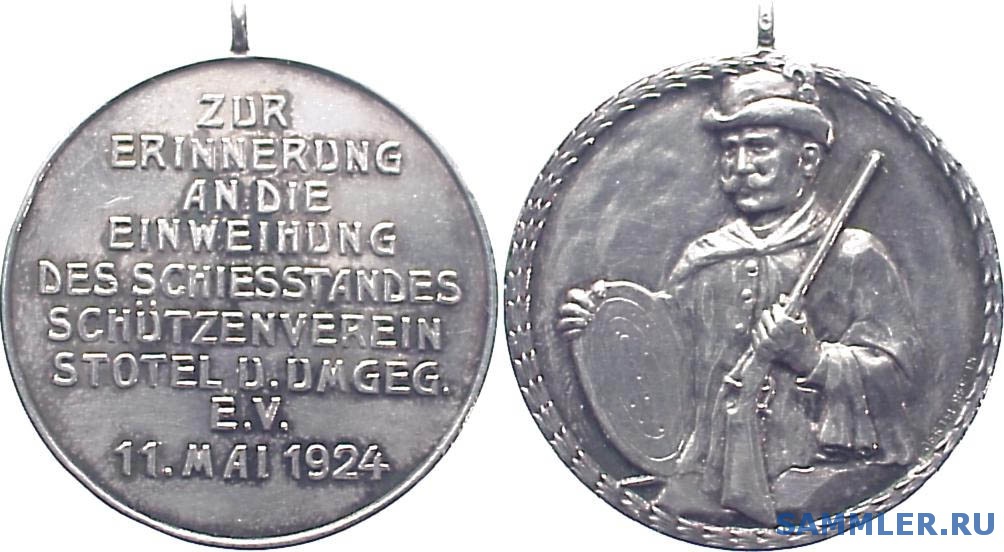 ZUR
ERINNERUNG
AN DIE
EINWEIHUNG
DES SCHIESSTANDES
SCHÜTZENVEREIN
STOTEL U. UMGEG.
E.V.
11. MAI 1924
SAMMLER.RU